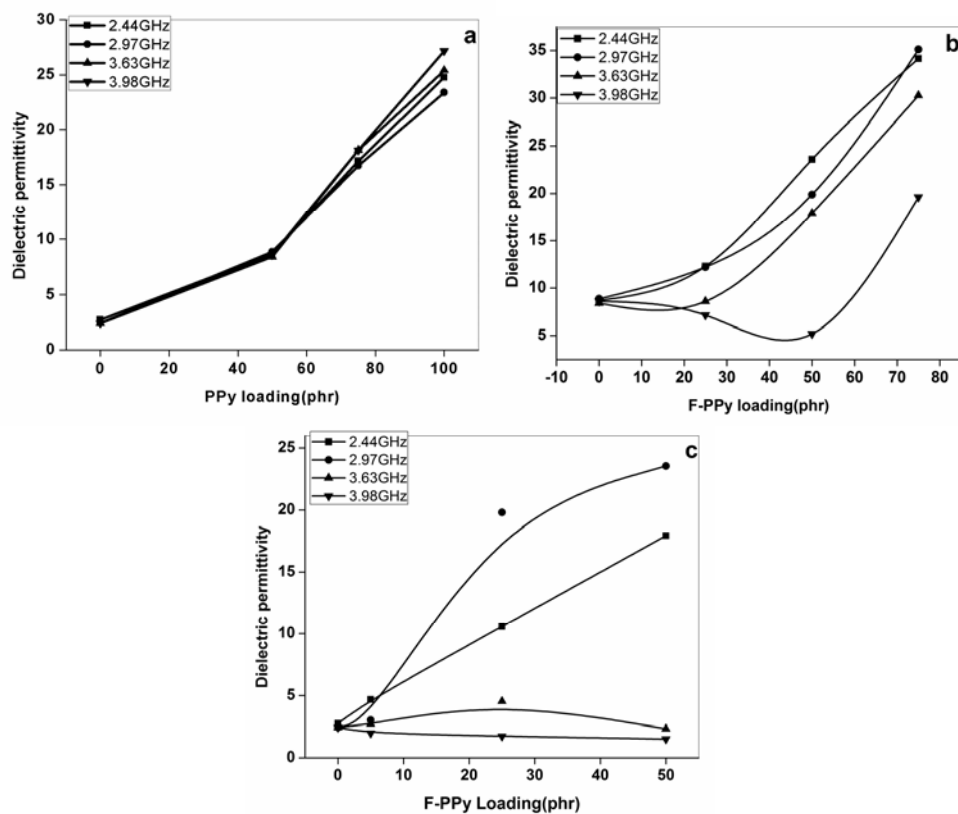 a
2.44GHz
2.97GHz
3.63GHz
3.98GHz
Dielectric permittivity
30
25
20
15
10
5
0
0 20 40 60 80 100
PPy loading(phr)
b
2.44GHz
2.97GHz
3.63GHz
3.98GHz
Dielectric permittivity
35
30
25
20
15
10
5
-10 0 10 20 30 40 50 60 70 80
F-PPy loading(phr)
c
2.44GHz
2.97GHz
3.63GHz
3.98GHz
Dielectric permittivity
25
20
15
10
5
0
0 10 20 30 40 50
F-PPy Loading(phr)